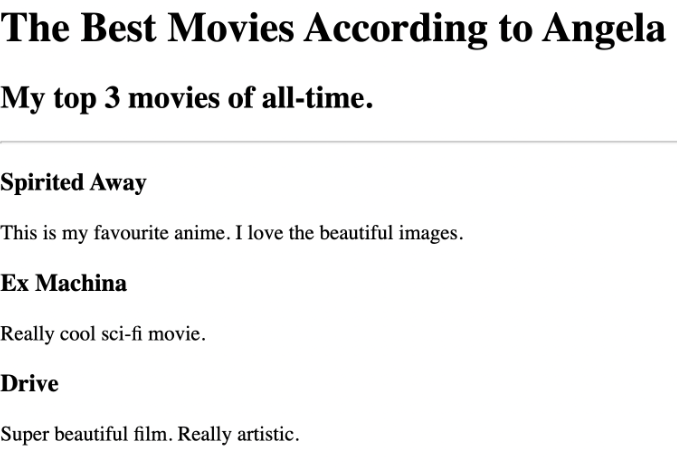 The Best Movies According to Angela
My top 3 movies of all-time.
Spirited Away
This is my favourite anime. I love the beautiful images.
Ex Machina
Really cool sci-fi movie.
Drive
Super beautiful film. Really artistic.